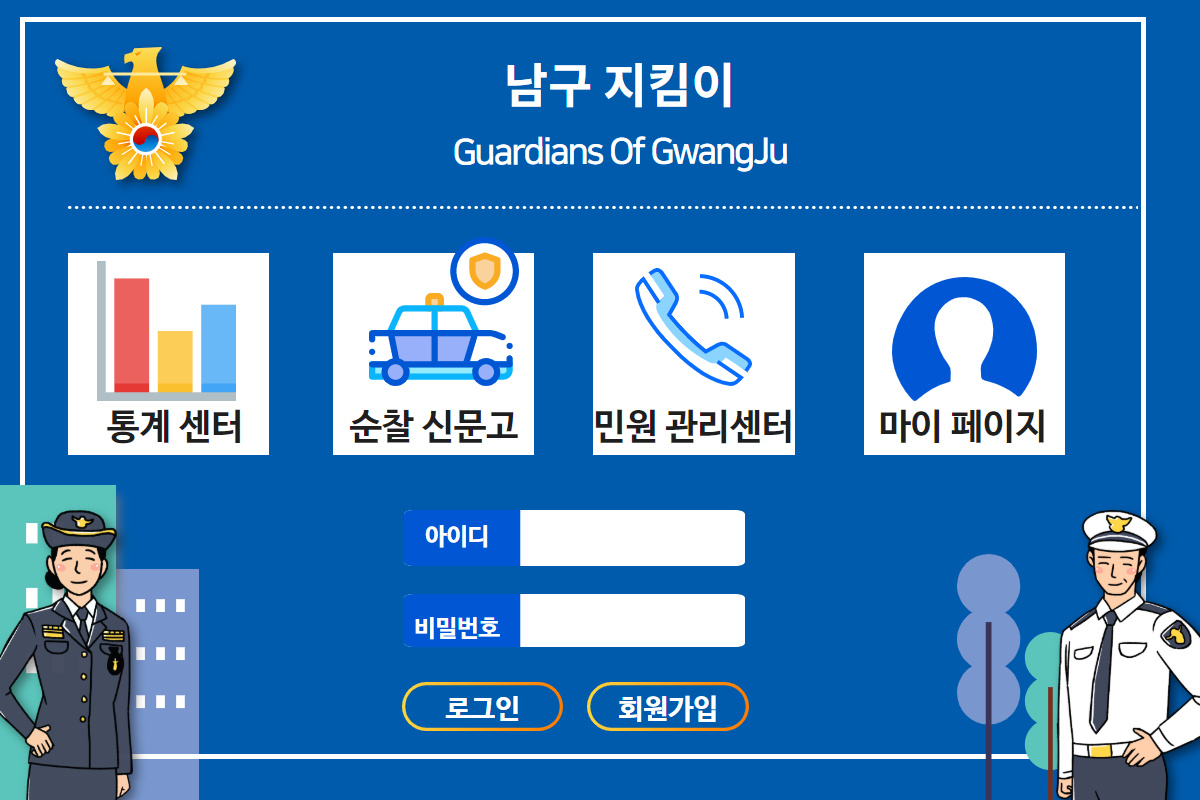 남구 지킴이
Guardians Of GwangJu
통계 센터
순찰 신문고
민원 관리센터
마이 페이지
아이디
비밀번호
로그인
회원가입